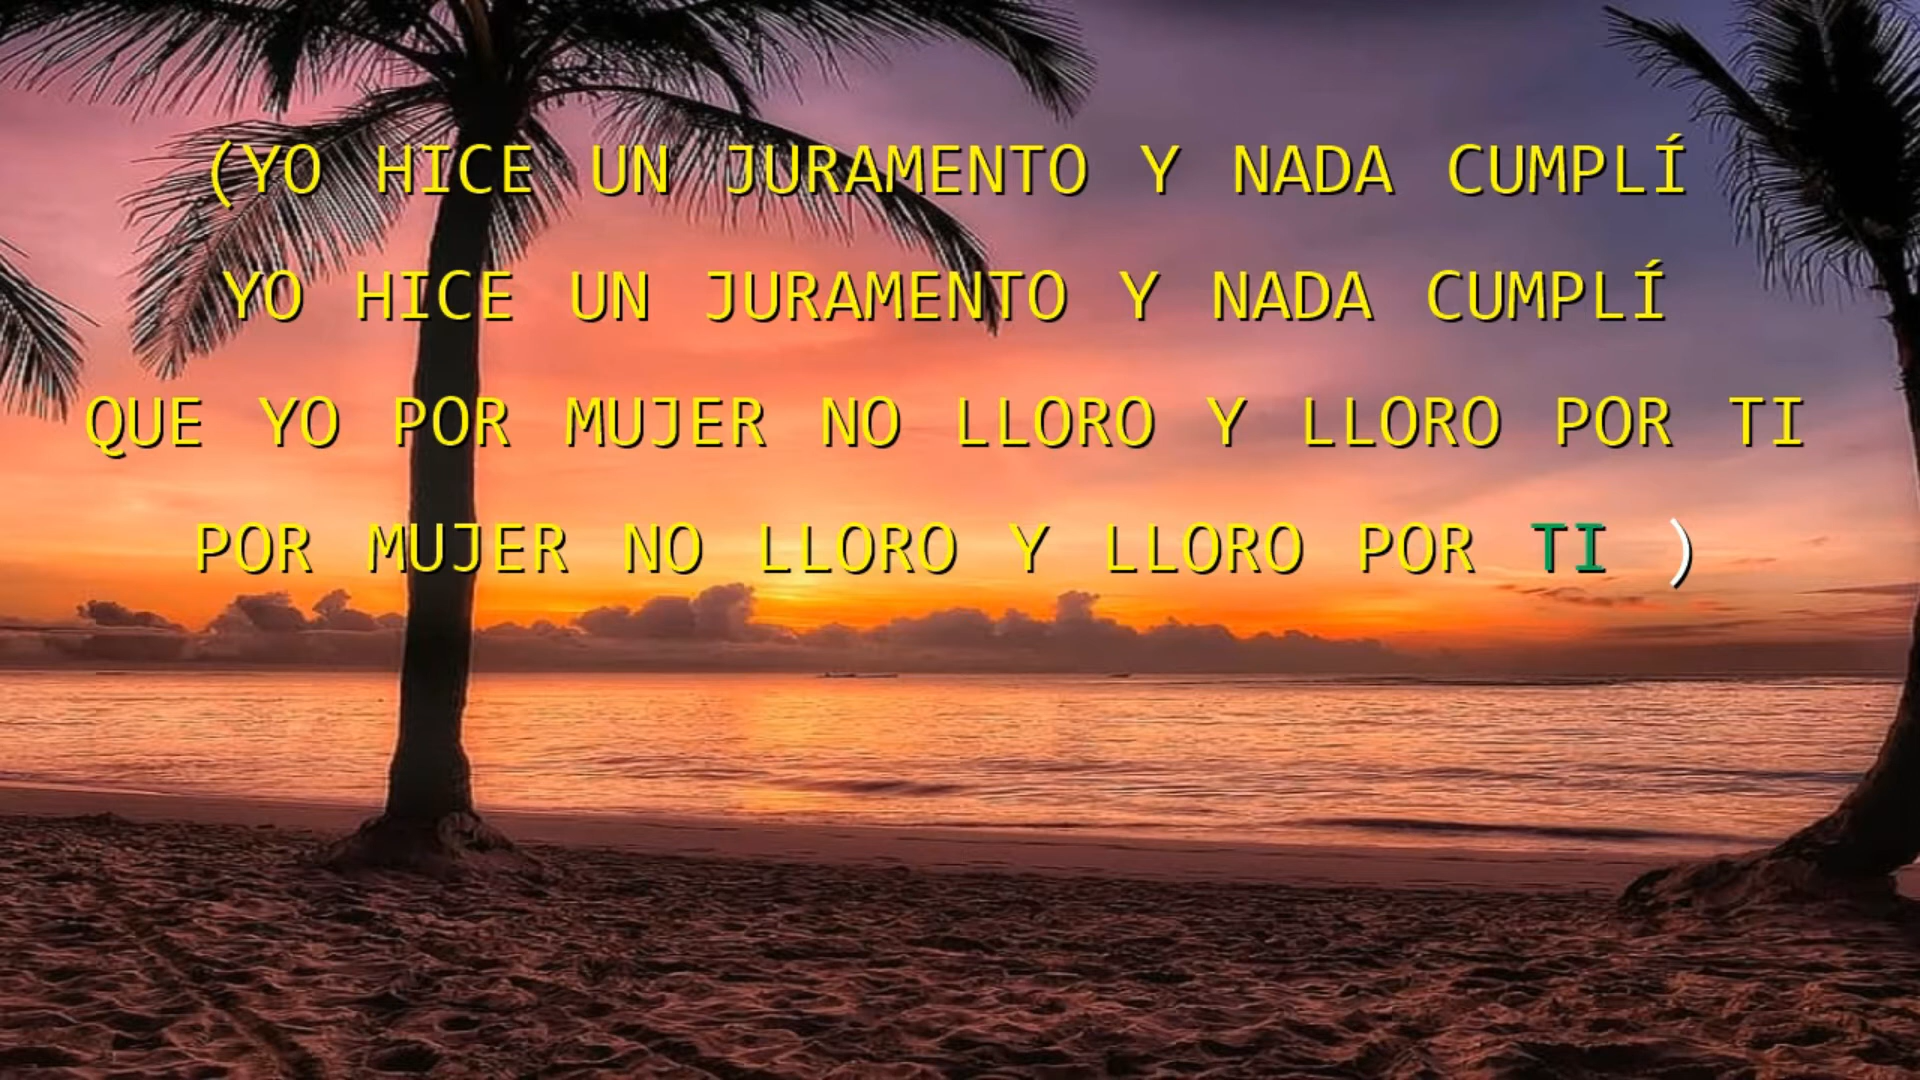 (YO HICE UN JURAMENTO Y NADA CUMPLÍ
YO HICE UN JURAMENTO Y NADA CUMPLÍ
QUE YO POR MUJER NO LLORO Y LLORO POR TI
POR MUJER NO LLORO Y LLORO POR TI )